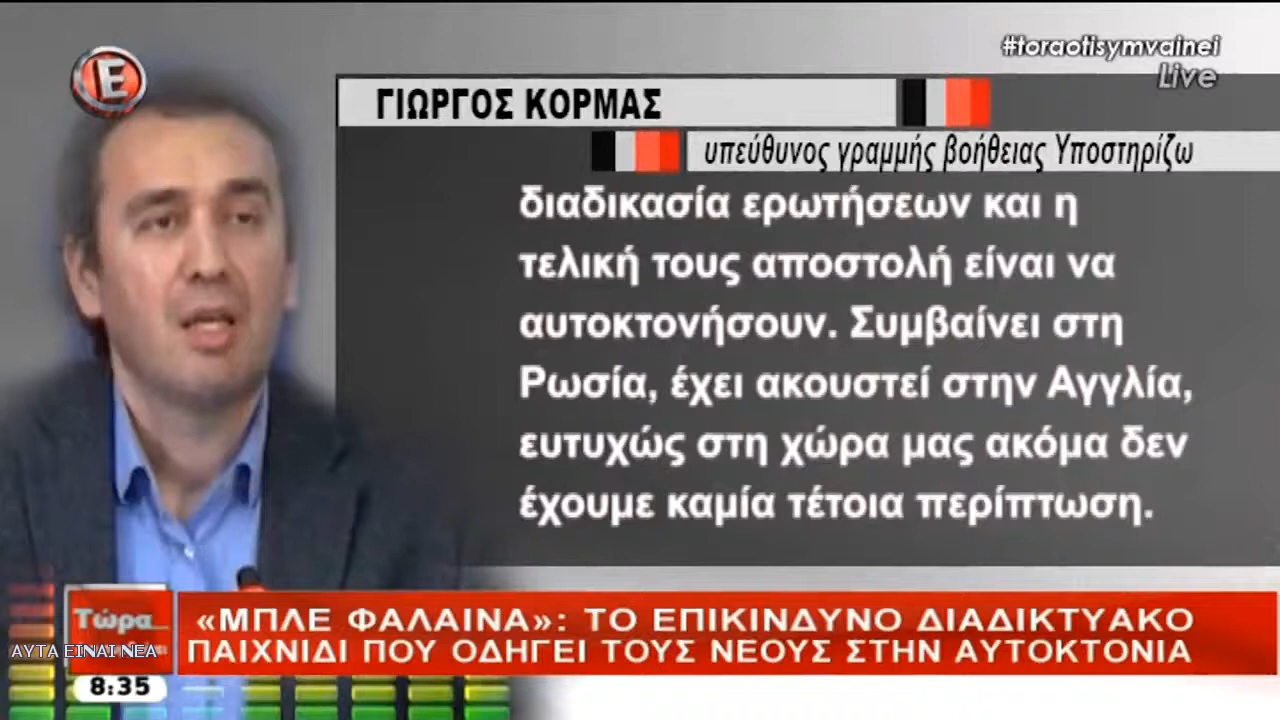 E
#toraotisymvainei
Live
ΓΙΩΡΓΟΣ ΚΟΡΜΑΣ
υπεύθυνος γραμμής βοήθειας Υποστηρίζω
διαδικασία ερωτήσεων και η
τελική τους αποστολή είναι να
αυτοκτονήσουν. Συμβαίνει στη
Ρωσία, έχει ακουστεί στην Αγγλία,
ευτυχώς στη χώρα μας ακόμα δεν
έχουμε καμία τέτοια περίπτωση.
Τώρα
ΑΥΤΑ ΕΙΝΑΙ ΝΕΑ
8:35
«ΜΠΛΕ ΦΑΛΑΙΝΑ»: ΤΟ ΕΠΙΚΙΝΔΥΝΟ ΔΙΑΔΙΚΤΥΑΚΟ
ΠΑΙΧΝΙΔΙ ΠΟΥ ΟΔΗΓΕΙ ΤΟΥΣ ΝΕΟΥΣ ΣΤΗΝ ΑΥΤΟΚΤΟΝΙΑ